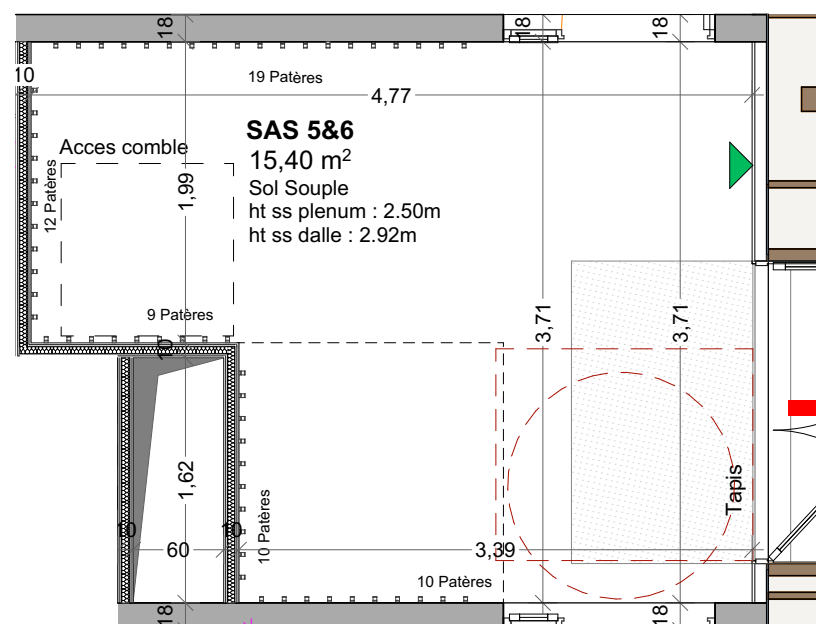 18
18
18
10
19 Patères
4,77
SAS 5&6
15,40 m²
Sol Souple
ht ss plenum : 2.50m
ht ss dalle : 2.92m
Acces comble
12 Patères
1,99
9 Patères
10
3,71
3,71
1,62
10
10
60
10 Patères
3,39
Tapis
10 Patères
18
18
18